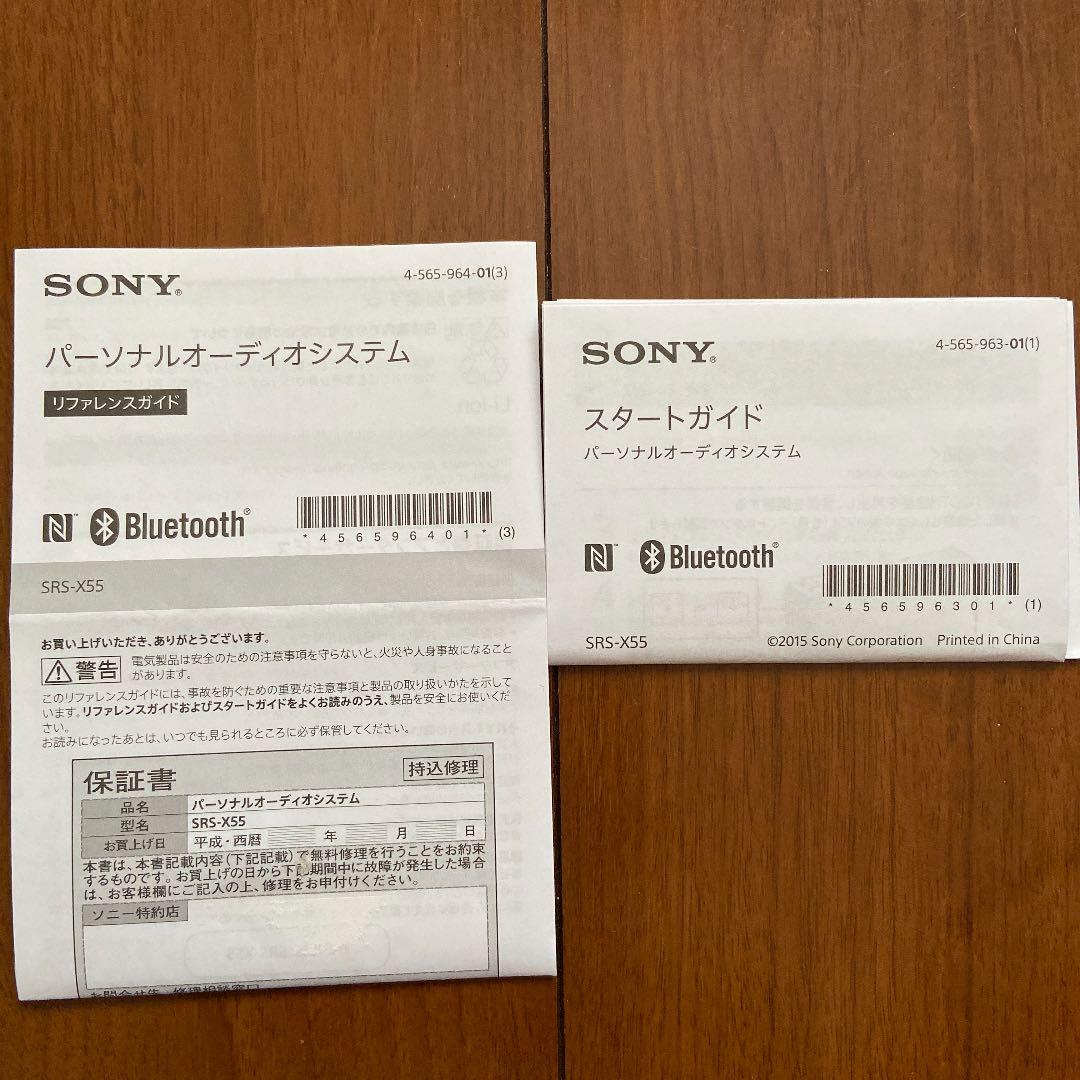 SONY®
4-565-964-01(3)
パーソナルオーディオシステム
リファレンスガイド
N™ Bluetooth®
*456596401* (3)
SRS-X55
お買い上げいただき、ありがとうございます。
警告
電気製品は安全のための注意事項を守らないと、火災や人身事故になること
があります。
このリファレンスガイドには、事故を防ぐための重要な注意事項と製品の取り扱いかたを示して
います。リファレンスガイドおよびスタートガイドをよくお読みのうえ、製品を安全にお使いくだ
さい。
お読みになったあとは、いつでも見られるところに必ず保管してください。
保証書
持込修理
品名 パーソナルオーディオシステム
型名 SRS-X55
お買上げ日 平成・西暦 年 月 日
本書は、本書記載内容(下記記載)で無料修理を行うことをお約束
するものです。お買上げの日から下記期間中に故障が発生した場合
は、お客様欄にご記入の上、修理をお申付けください。
ソニー特約店
お問合せ先・修理相談窓口
SONY®
4-565-963-01(1)
スタートガイド
パーソナルオーディオシステム
N™ Bluetooth®
*456596301* (1)
SRS-X55
©2015 Sony Corporation Printed in China